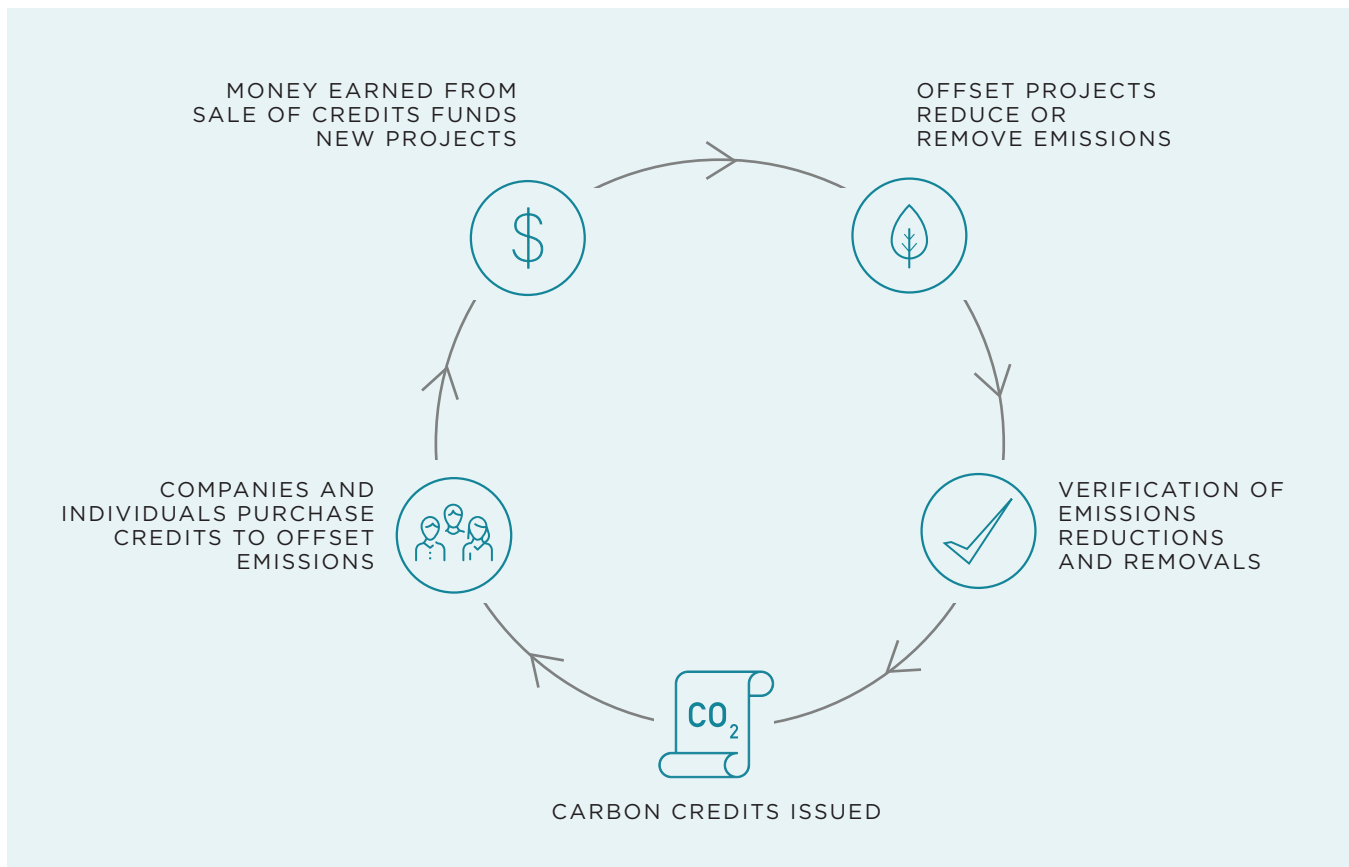 MONEY EARNED FROM
SALE OF CREDITS FUNDS
NEW PROJECTS
OFFSET PROJECTS
REDUCE OR
REMOVE EMISSIONS
$
COMPANIES AND
INDIVIDUALS PURCHASE
CREDITS TO OFFSET
EMISSIONS
VERIFICATION OF
EMISSIONS
REDUCTIONS
AND REMOVALS
CO₂
CARBON CREDITS ISSUED